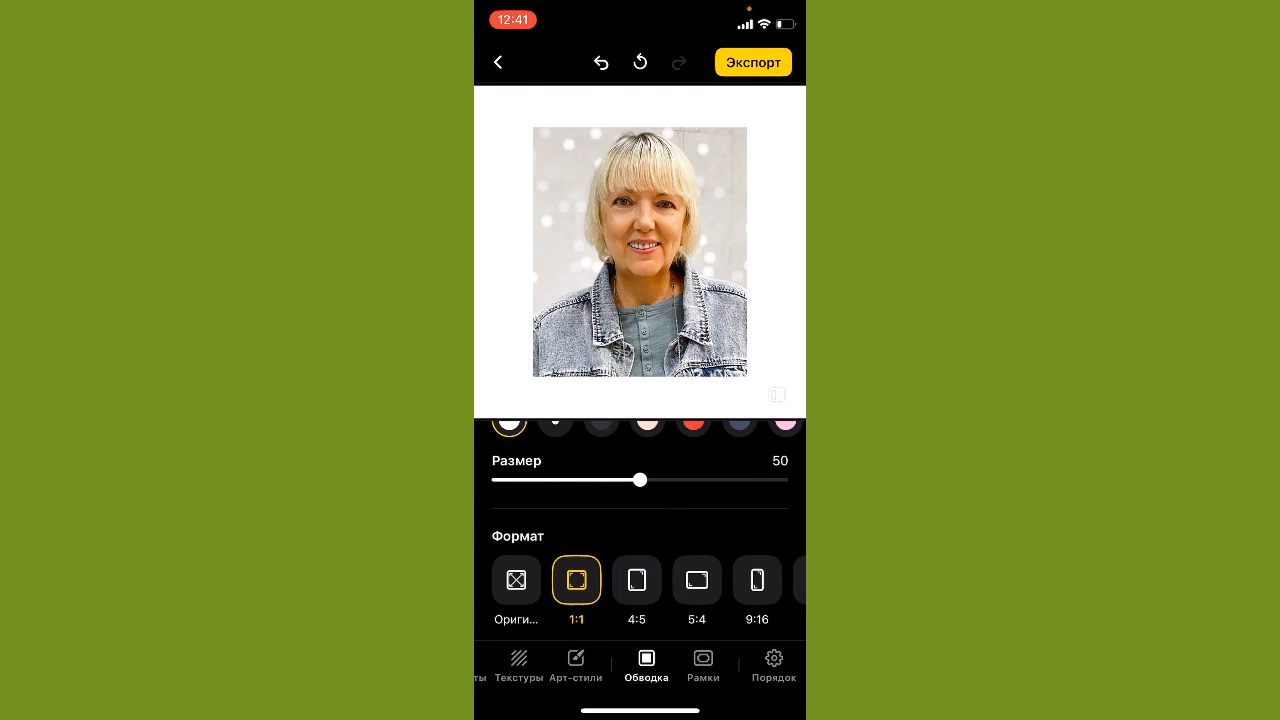 12:41
Экспорт
Размер 50
Формат
Ориги... 1:1 4:5 5:4 9:16
ты Текстуры Арт-стили Обводка Рамки Порядок